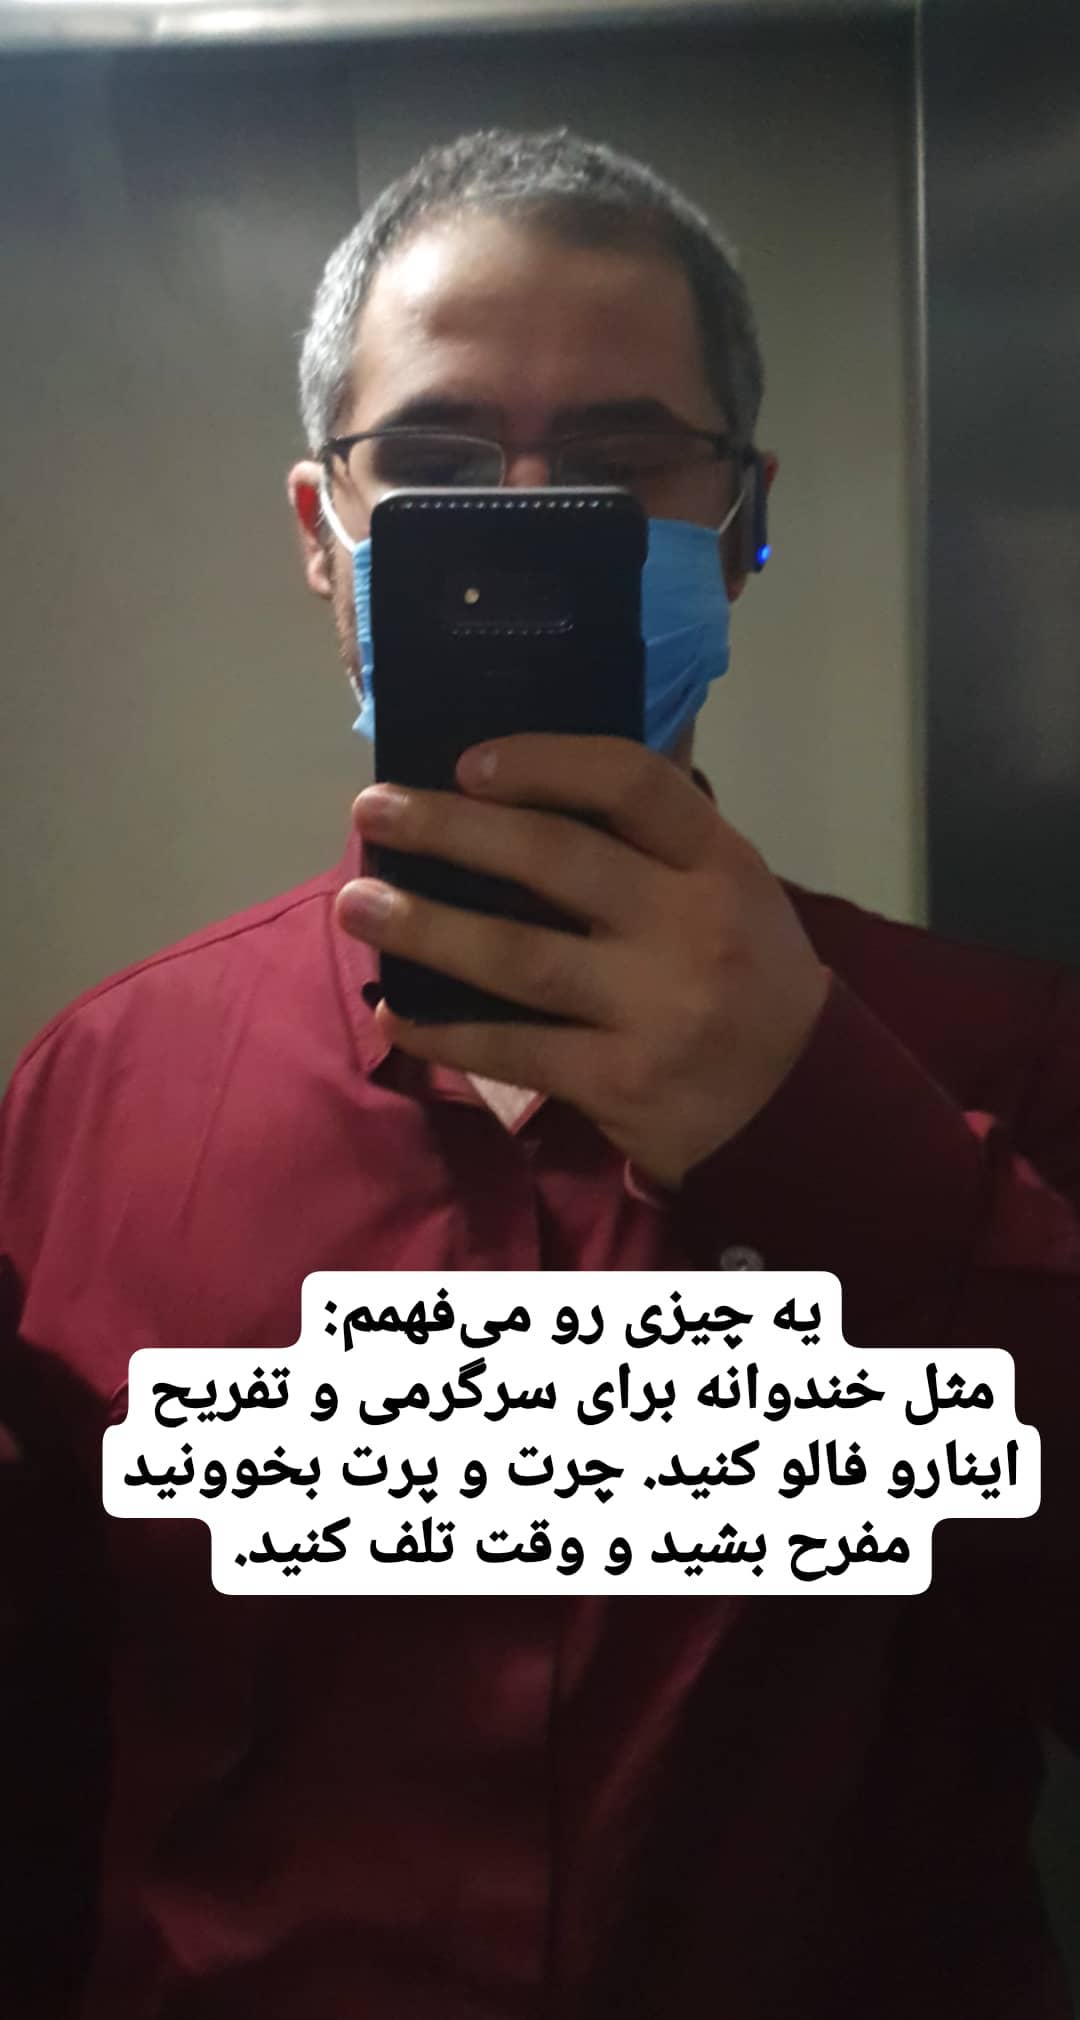 یه چیزی رو می‌فهمم:
مثل خندوانه برای سرگرمی و تفریح
اینارو فالو کنید. چرت و پرت بخوونید
مفرح بشید و وقت تلف کنید.